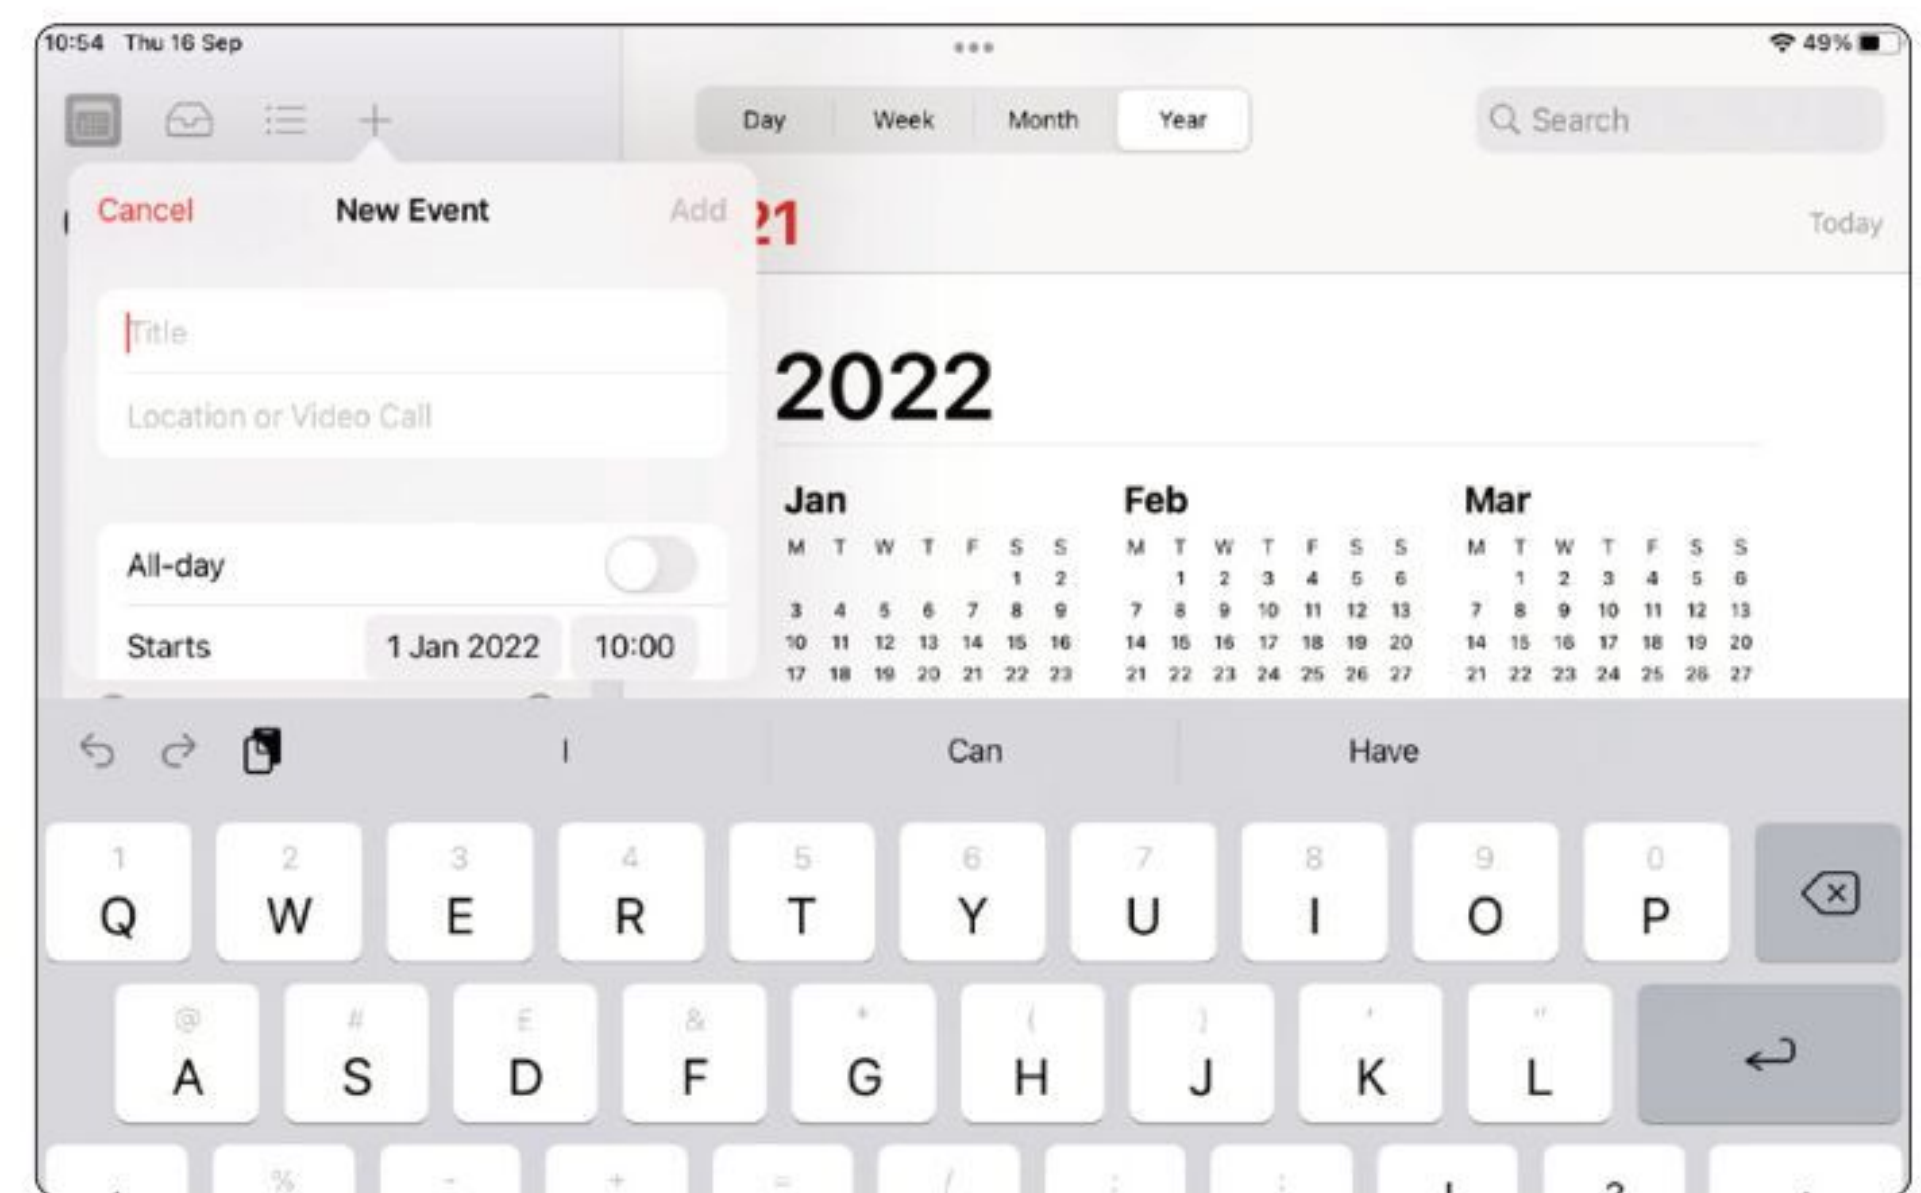 10:54 Thu 16 Sep 49%
Day Week Month Year Search
Cancel New Event Add 21 Today
Title
Location or Video Call
All-day
Starts 1 Jan 2022 10:00
2022
Jan Feb Mar
M T W T F S S M T W T F S S M T W T F S S
1 2 1 2 3 4 5 6 1 2 3 4 5 6
3 4 5 6 7 8 9 7 8 9 10 11 12 13 7 8 9 10 11 12 13
10 11 12 13 14 15 16 14 15 16 17 18 19 20 14 15 16 17 18 19 20
17 18 19 20 21 22 23 21 22 23 24 25 26 27 21 22 23 24 25 26 27
I Can Have
1 2 3 4 5 6 7 8 9 0
Q W E R T Y U I O P
@ # £ & * ( ) ' "
A S D F G H J K L
% - + = / ; :